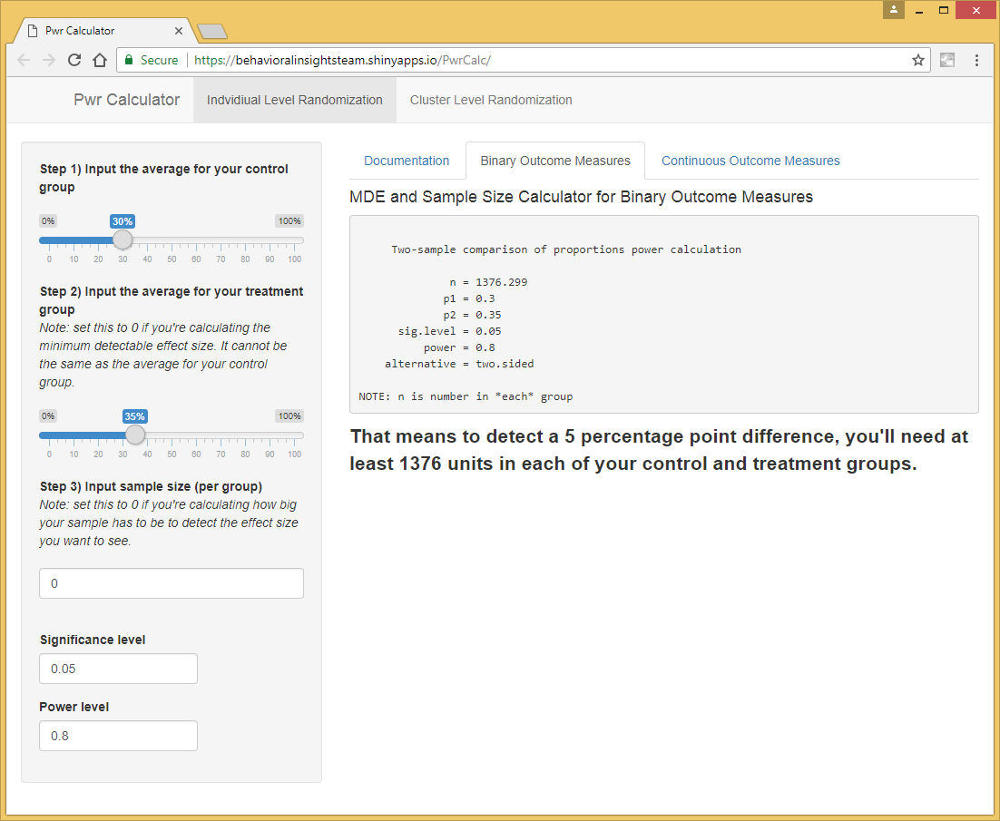 Pwr Calculator
Secure
https://behavioralinsightsteam.shinyapps.io/PwrCalc/
Pwr Calculator
Indvidiual Level Randomization
Cluster Level Randomization
Step 1) Input the average for your control
group
0%
30%
100%
0 10 20 30 40 50 60 70 80 90 100
Step 2) Input the average for your treatment
group
Note: set this to 0 if you're calculating the
minimum detectable effect size. It cannot be
the same as the average for your control
group.
0%
35%
100%
0 10 20 30 40 50 60 70 80 90 100
Step 3) Input sample size (per group)
Note: set this to 0 if you're calculating how big
your sample has to be to detect the effect size
you want to see.
0
Significance level
0.05
Power level
0.8
Documentation
Binary Outcome Measures
Continuous Outcome Measures
MDE and Sample Size Calculator for Binary Outcome Measures
Two-sample comparison of proportions power calculation
n = 1376.299
p1 = 0.3
p2 = 0.35
sig.level = 0.05
power = 0.8
alternative = two.sided
NOTE: n is number in *each* group
That means to detect a 5 percentage point difference, you'll need at
least 1376 units in each of your control and treatment groups.